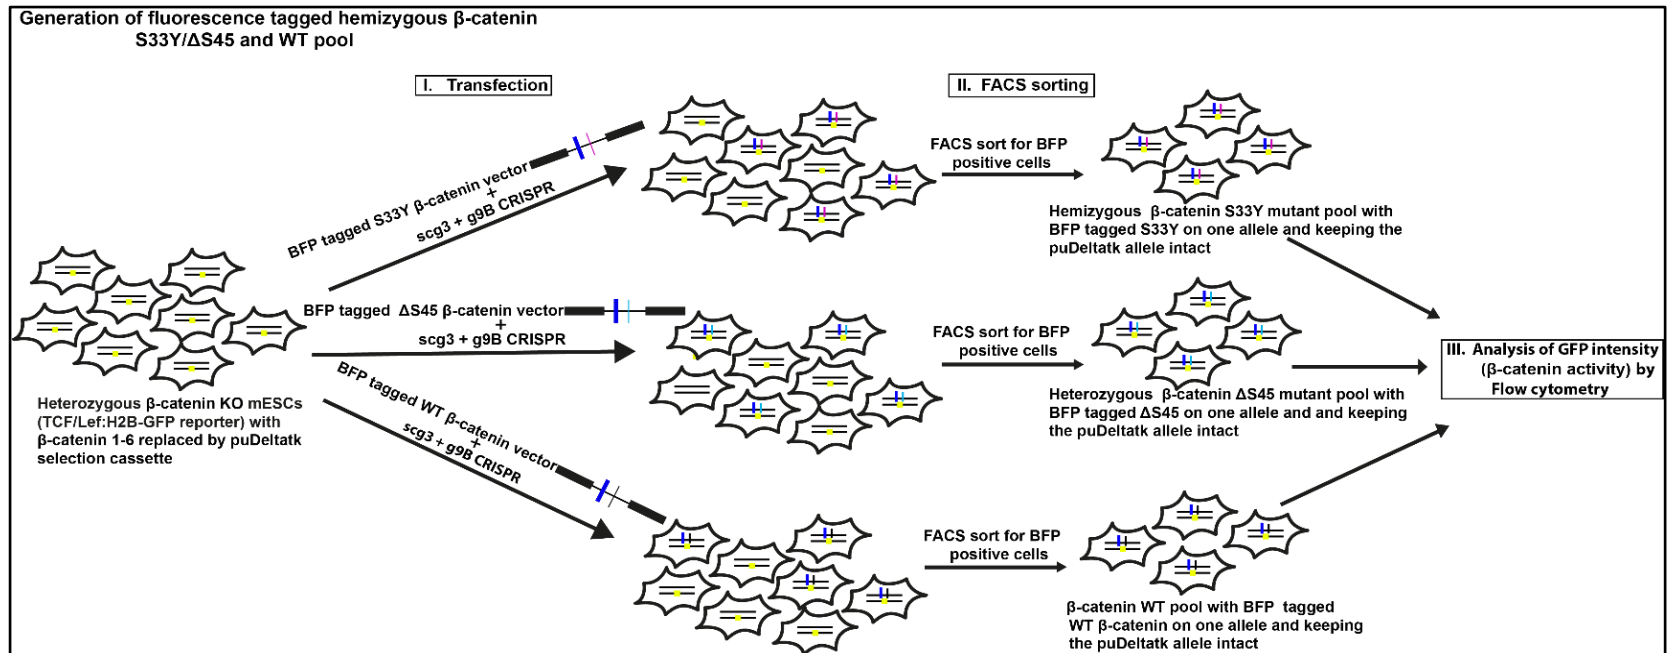 Generation of fluorescence tagged hemizygous β-catenin
S33Y/ΔS45 and WT pool
I. Transfection
II. FACS sorting
BFP tagged S33Y β-catenin vector
+
scg3 + g9B CRISPR
FACS sort for BFP
positive cells
Hemizygous β-catenin S33Y mutant pool with
BFP tagged S33Y on one allele and keeping the
puDeltatk allele intact
BFP tagged ΔS45 β-catenin vector
+
scg3 + g9B CRISPR
FACS sort for BFP
positive cells
Heterozygous β-catenin ΔS45 mutant pool with
BFP tagged ΔS45 on one allele and and keeping
the puDeltatk allele intact
III. Analysis of GFP intensity
(β-catenin activity) by
Flow cytometry
Heterozygous β-catenin KO mESCs
(TCF/Lef:H2B-GFP reporter) with
β-catenin 1-6 replaced by puDeltatk
selection cassette
BFP tagged WT β-catenin vector
+
scg3 + g9B CRISPR
FACS sort for BFP
positive cells
β-catenin WT pool with BFP tagged
WT β-catenin on one allele and keeping
the puDeltatk allele intact